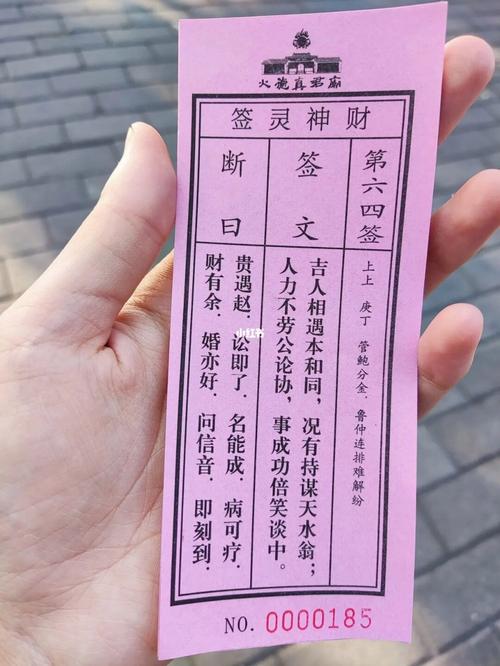 火德真君廟
财神灵签
第六四签
上上 庚丁 管鲍分金．鲁仲连排难解纷
签文
吉人相遇本和同，况有持谋天水翁；
人力不劳公论协，事成功倍笑谈中。
断曰
贵遇赵．讼即了．名能成．病可疗．
财有余．婚亦好．问信音．即刻到．
NO. 0000185
小红书